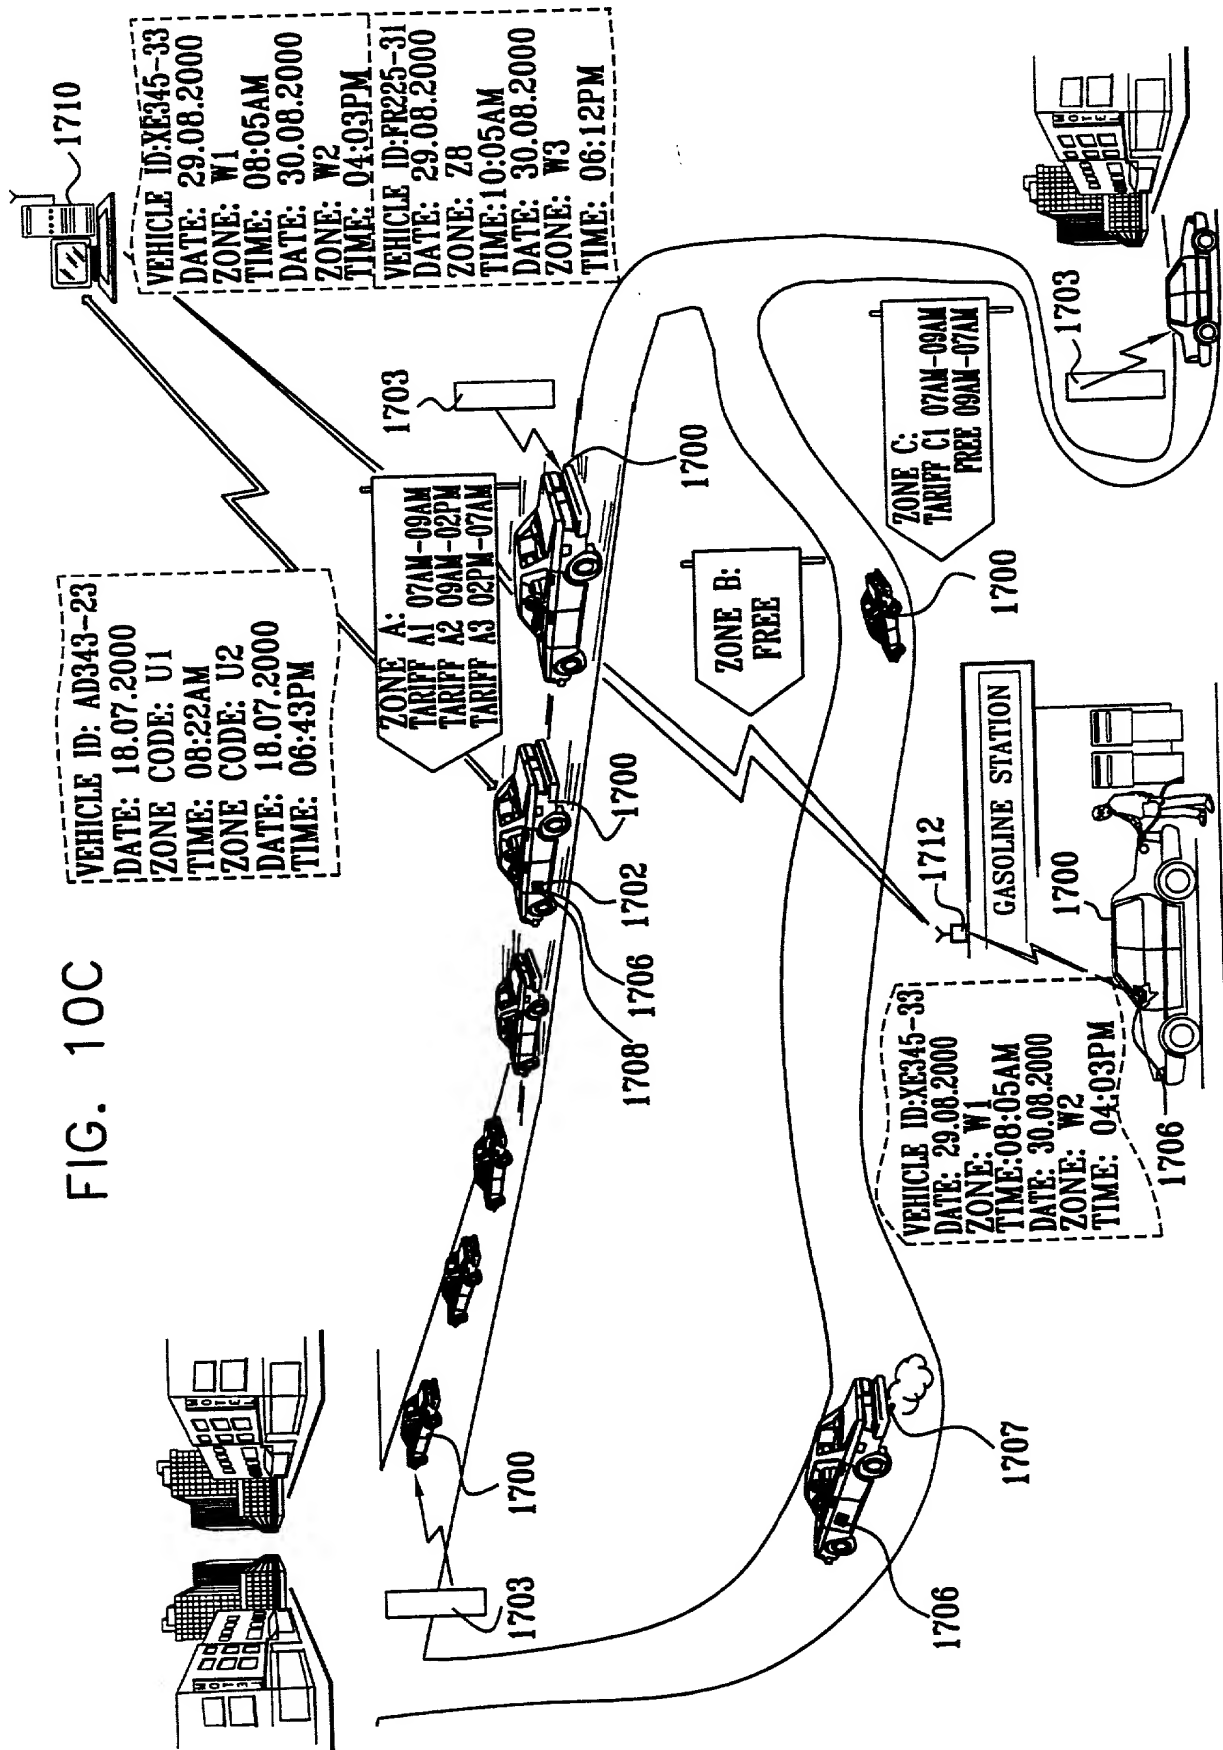 FIG. 10C
VEHICLE ID: AD343-23
DATE: 18.07.2000
ZONE CODE: U1
TIME: 08:22AM
ZONE CODE: U2
DATE: 18.07.2000
TIME: 06:43PM
1710
VEHICLE ID:XE345-33
DATE: 29.08.2000
ZONE: W1
TIME: 08:05AM
DATE: 30.08.2000
ZONE: W2
TIME: 04:03PM
VEHICLE ID:FR225-31
DATE: 29.08.2000
ZONE: Z8
TIME:10:05AM
DATE: 30.08.2000
ZONE: W3
TIME: 06:12PM
MOTEL
MOTEL
1703
1700
ZONE A:
TARIFF A1 07AM-09AM
TARIFF A2 09AM-02PM
TARIFF A3 02PM-07AM
1703
1700
1700
1702
1706
1708
ZONE B:
FREE
ZONE C:
TARIFF C1 07AM-09AM
FREE 09AM-07AM
1700
1703
MOTEL
1706
1707
1712
GASOLINE STATION
1700
VEHICLE ID:XE345-33
DATE: 29.08.2000
ZONE: W1
TIME:08:05AM
DATE: 30.08.2000
ZONE: W2
TIME: 04:03PM
1706